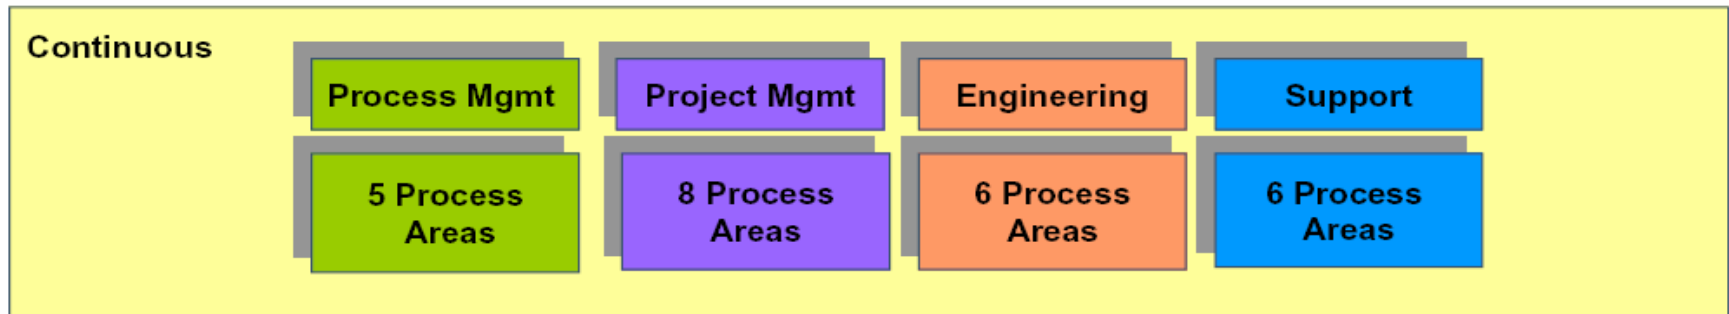 Continuous
Process Mgmt
Project Mgmt
Engineering
Support
5 Process
Areas
8 Process
Areas
6 Process
Areas
6 Process
Areas